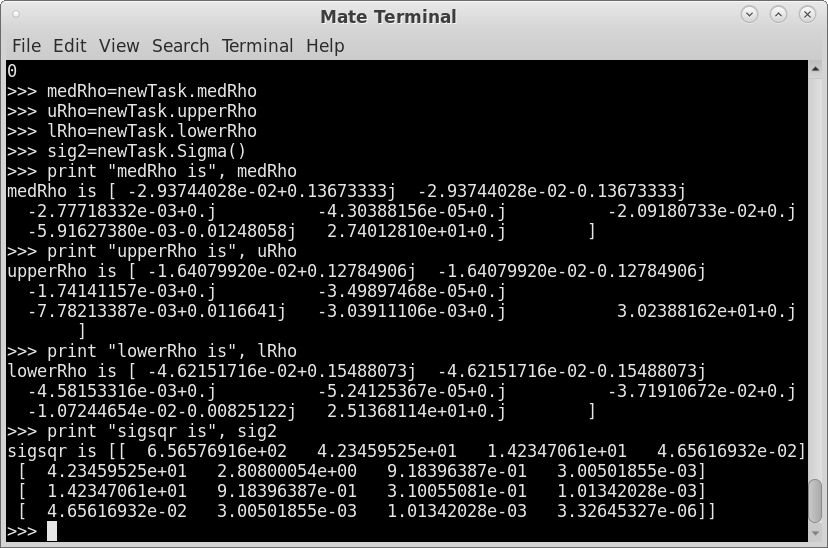 Mate Terminal
File Edit View Search Terminal Help
0
>>> medRho=newTask.medRho
>>> uRho=newTask.upperRho
>>> lRho=newTask.lowerRho
>>> sig2=newTask.Sigma()
>>> print "medRho is", medRho
medRho is [ -2.93744028e-02+0.13673333j  -2.93744028e-02-0.13673333j
  -2.77718332e-03+0.j          -4.30388156e-05+0.j          -2.09180733e-02+0.j
  -5.91627380e-03-0.01248058j   2.74012810e+01+0.j        ]
>>> print "upperRho is", uRho
upperRho is [ -1.64079920e-02+0.12784906j  -1.64079920e-02-0.12784906j
  -1.74141157e-03+0.j          -3.49897468e-05+0.j
  -7.78213387e-03+0.0116641j   -3.03911106e-03+0.j           3.02388162e+01+0.j
       ]
>>> print "lowerRho is", lRho
lowerRho is [ -4.62151716e-02+0.15488073j  -4.62151716e-02-0.15488073j
  -4.58153316e-03+0.j          -5.24125367e-05+0.j          -3.71910672e-02+0.j
  -1.07244654e-02-0.00825122j   2.51368114e+01+0.j        ]
>>> print "sigsqr is", sig2
sigsqr is [[  6.56576916e+02   4.23459525e+01   1.42347061e+01   4.65616932e-02]
 [  4.23459525e+01   2.80800054e+00   9.18396387e-01   3.00501855e-03]
 [  1.42347061e+01   9.18396387e-01   3.10055081e-01   1.01342028e-03]
 [  4.65616932e-02   3.00501855e-03   1.01342028e-03   3.32645327e-06]]
>>>